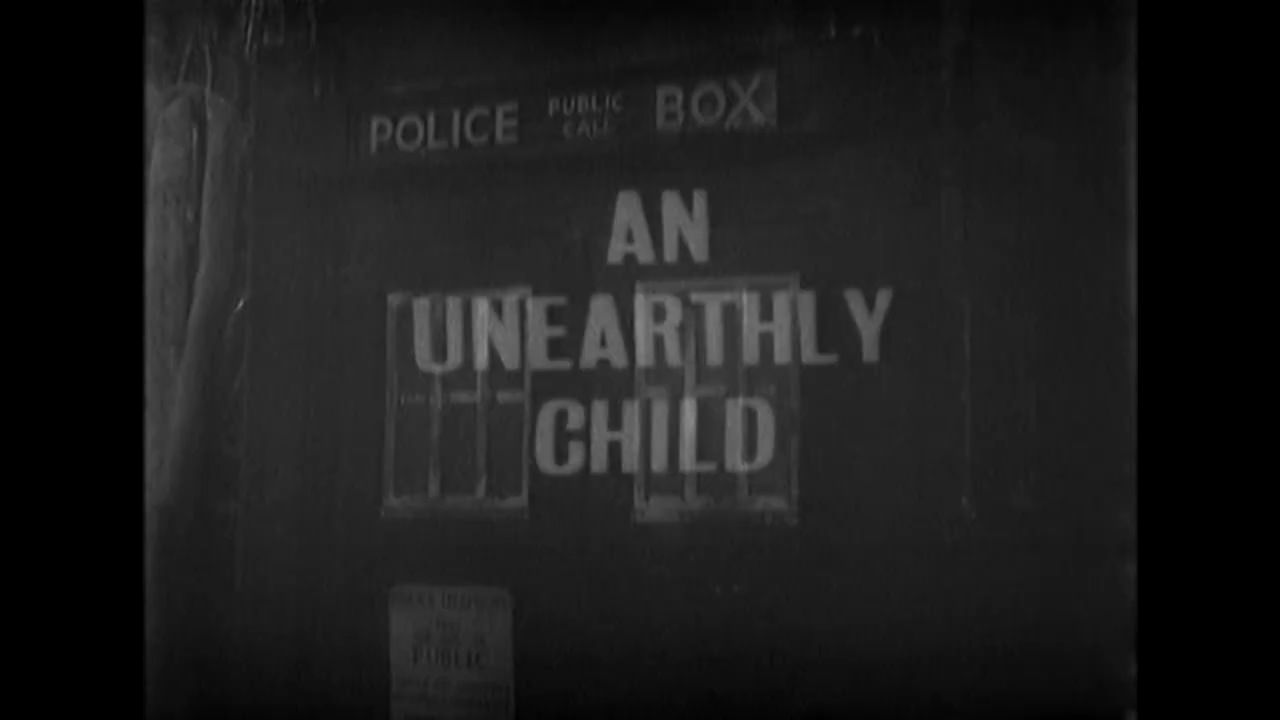 POLICE PUBLIC CALL BOX
AN
UNEARTHLY
CHILD
PUBLIC